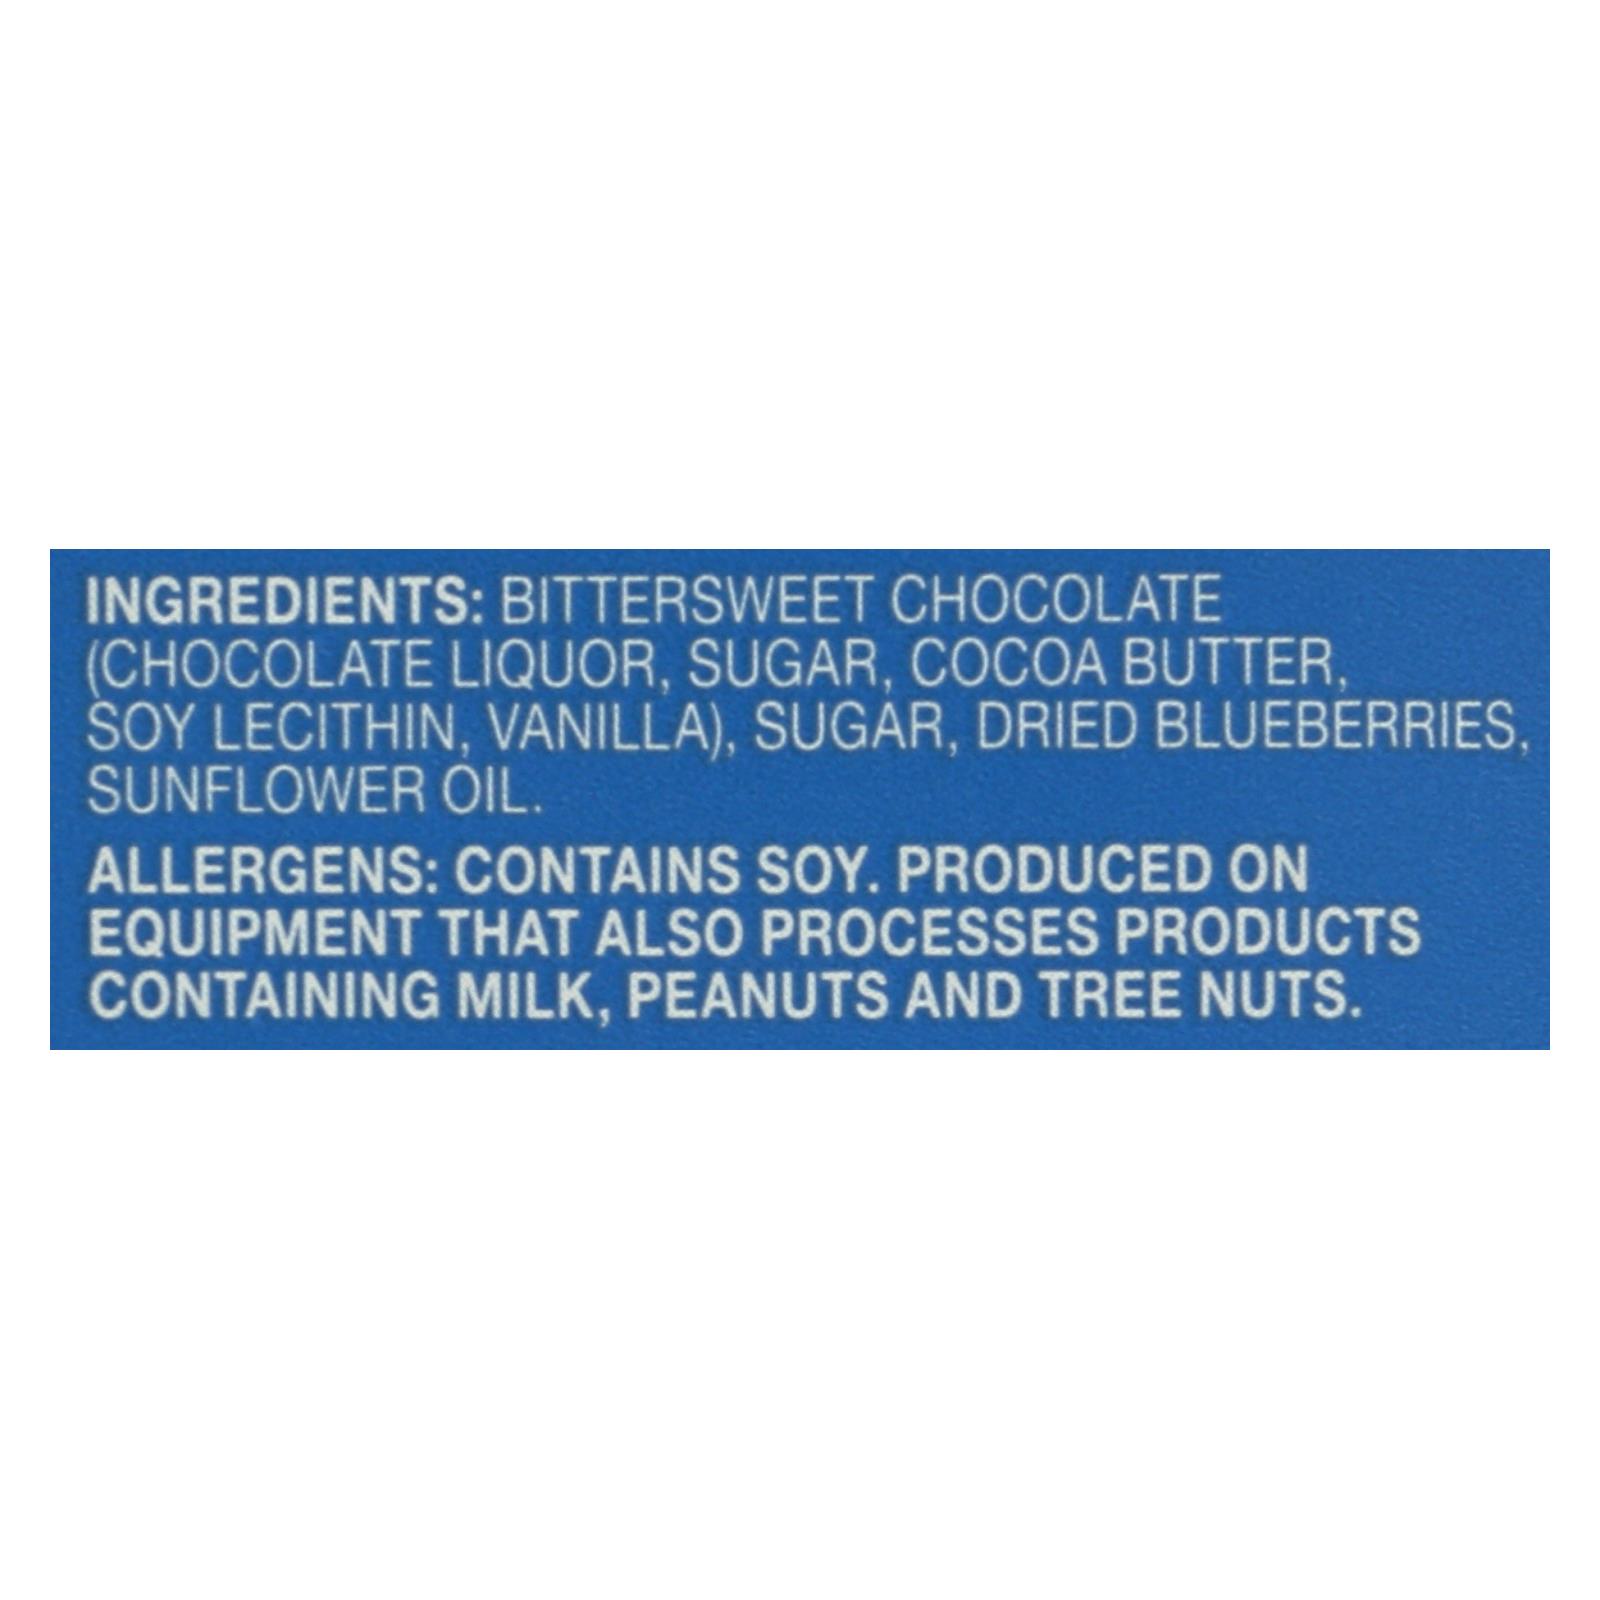 INGREDIENTS: BITTERSWEET CHOCOLATE
(CHOCOLATE LIQUOR, SUGAR, COCOA BUTTER,
SOY LECITHIN, VANILLA), SUGAR, DRIED BLUEBERRIES,
SUNFLOWER OIL.
ALLERGENS: CONTAINS SOY. PRODUCED ON
EQUIPMENT THAT ALSO PROCESSES PRODUCTS
CONTAINING MILK, PEANUTS AND TREE NUTS.